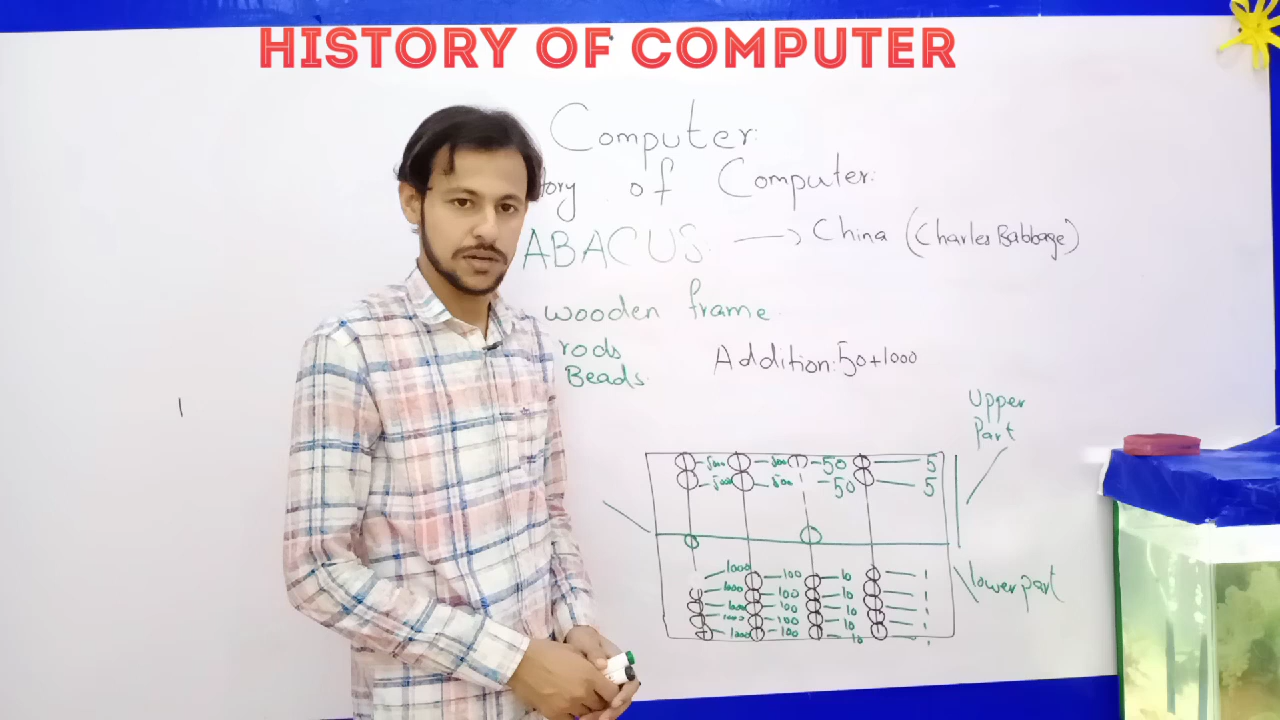 HISTORY OF COMPUTER
Computer:
tory of Computer:
ABACUS: China (Charles Babbage)
wooden frame
rods
Beads.
Addition: 50+1000
Upper
Part
500 50 5
500 50 5
lower part
1000 100 10 1
1000 100 10 1
1000 100 10 1
1000 100 10 1
1000 100 10 1